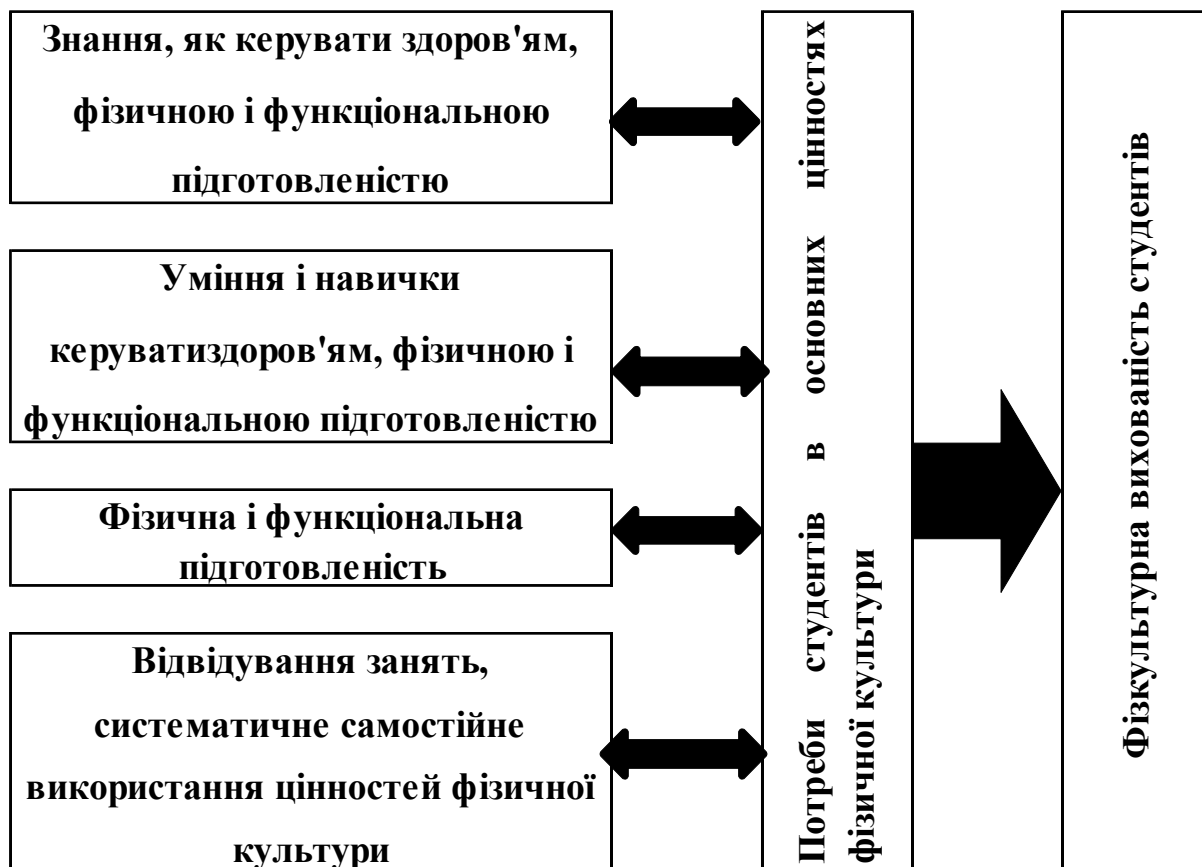 Знання, як керувати здоров'ям,
фізичною і функціональною
підготовленістю
Уміння і навички
керуватиздоров'ям, фізичною і
функціональною підготовленістю
Фізична і функціональна
підготовленість
Відвідування занять,
систематичне самостійне
використання цінностей фізичної
культури
Потреби студентів в основних цінностях
фізичної культури
Фізкультурна вихованість студентів